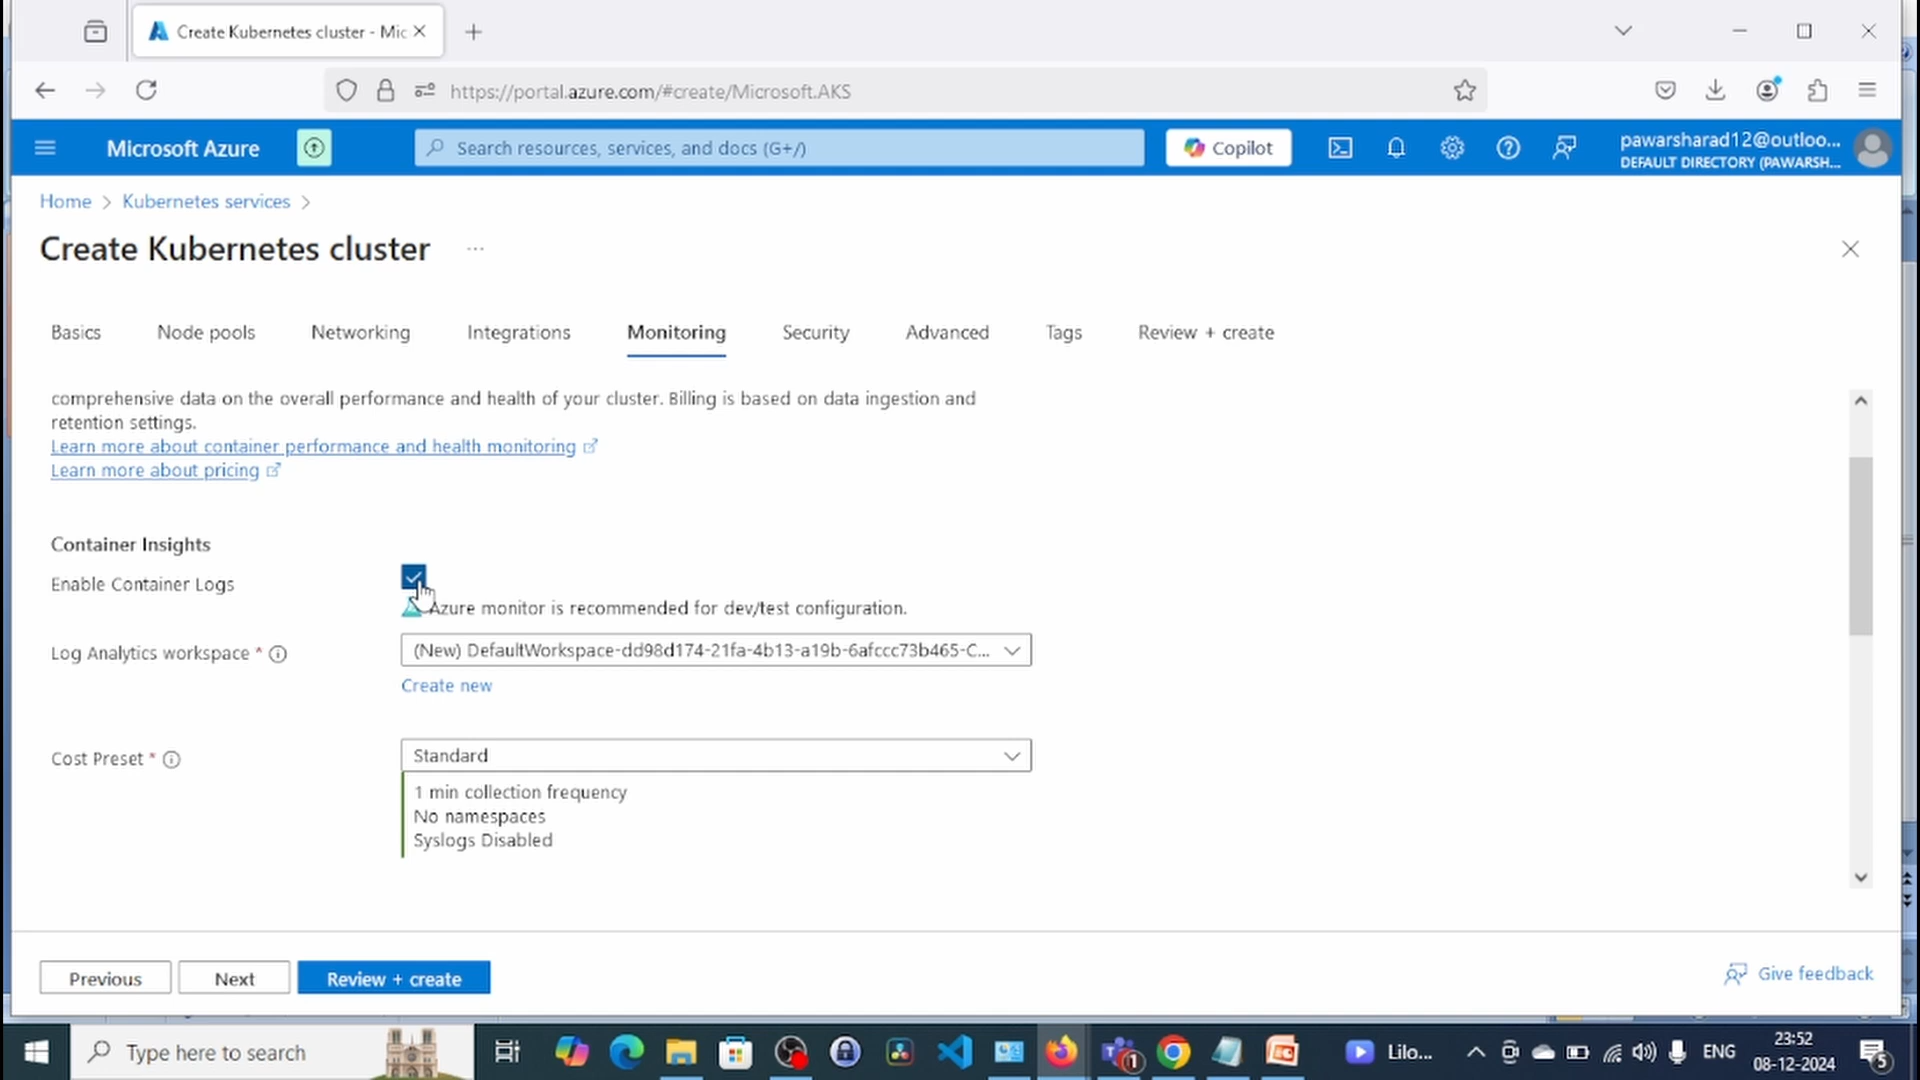 Create Kubernetes cluster - Mic
https://portal.azure.com/#create/Microsoft.AKS
Microsoft Azure
Search resources, services, and docs (G+/)
Copilot
pawarsharad12@outloo...
DEFAULT DIRECTORY (PAWARSH...
Home > Kubernetes services >
Create Kubernetes cluster ...
Basics Node pools Networking Integrations Monitoring Security Advanced Tags Review + create
comprehensive data on the overall performance and health of your cluster. Billing is based on data ingestion and
retention settings.
Learn more about container performance and health monitoring
Learn more about pricing
Container Insights
Enable Container Logs
Azure monitor is recommended for dev/test configuration.
Log Analytics workspace *
(New) DefaultWorkspace-dd98d174-21fa-4b13-a19b-6afccc73b465-C...
Create new
Cost Preset *
Standard
1 min collection frequency
No namespaces
Syslogs Disabled
Previous
Next
Review + create
Give feedback
Type here to search
1
Lilo...
ENG
23:52
08-12-2024
5